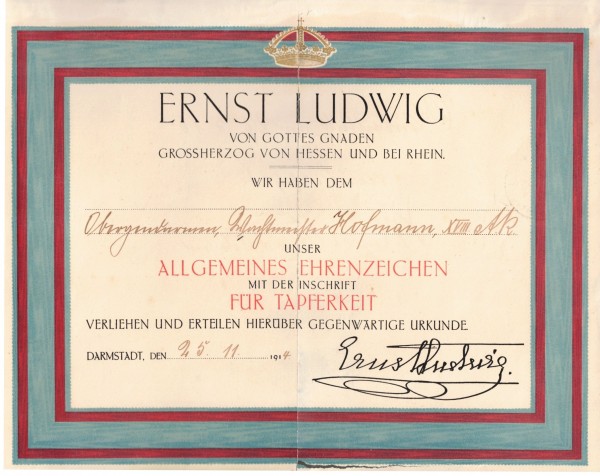 ERNST LUDWIG
VON GOTTES GNADEN
GROSSHERZOG VON HESSEN UND BEI RHEIN.
WIR HABEN DEM
Obergendarmen, Wachtmeister Hofmann, XVIII AK.
UNSER
ALLGEMEINES EHRENZEICHEN
MIT DER INSCHRIFT
FÜR TAPFERKEIT
VERLIEHEN UND ERTEILEN HIERÜBER GEGENWÄRTIGE URKUNDE.
DARMSTADT, DEN 25 11 1914 Ernst Ludwig.